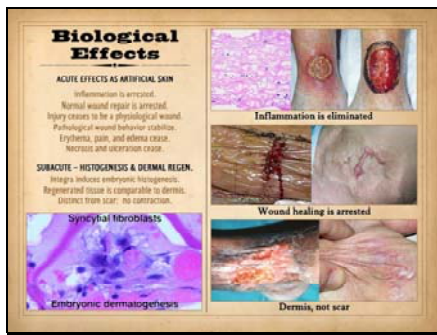 Biological
Effects
ACUTE EFFECTS AS ARTIFICIAL SKIN
Inflammation is arrested.
Normal wound repair is arrested.
Injury ceases to be a physiological wound.
Pathological wound behavior stabilize.
Erythema, pain, and edema cease.
Necrosis and ulceration cease.
SUBACUTE – HISTOGENESIS & DERMAL REGEN.
Integra induces embryonic histogenesis.
Regenerated tissue is comparable to dermis.
Distinct from scar: no contraction.
Syncytial fibroblasts
Embryonic dermatogenesis
Inflammation is eliminated
Wound healing is arrested
Dermis, not scar